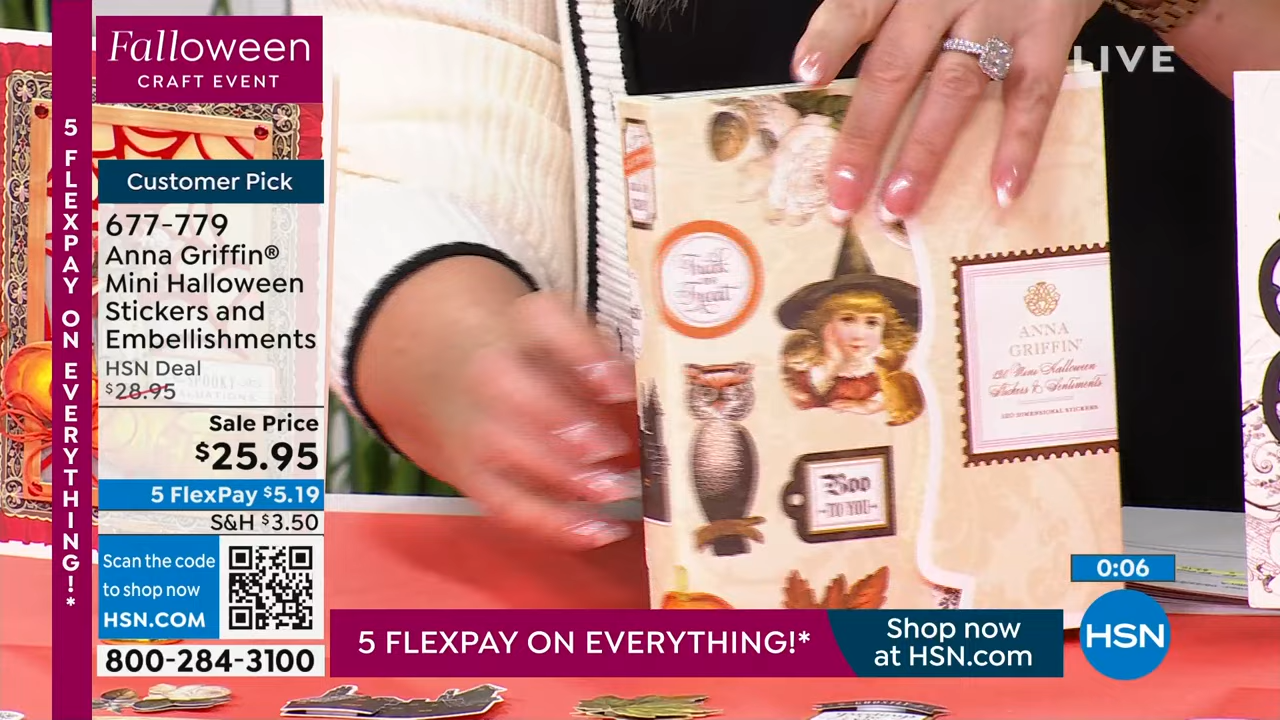 Falloween
CRAFT EVENT
LIVE
5 FLEXPAY ON EVERYTHING!*
Customer Pick
677-779
Anna Griffin®
Mini Halloween
Stickers and
Embellishments
HSN Deal
$28.95
Sale Price
$25.95
5 FlexPay $5.19
S&H $3.50
Scan the code
to shop now
HSN.COM
800-284-3100
SPOOKY
Trick
or
Treat
Boo
TO YOU
ANNA
GRIFFIN
Mini Halloween
Stickers & Sentiments
DIMENSIONAL STICKERS
0:06
5 FLEXPAY ON EVERYTHING!*
Shop now
at HSN.com
HSN